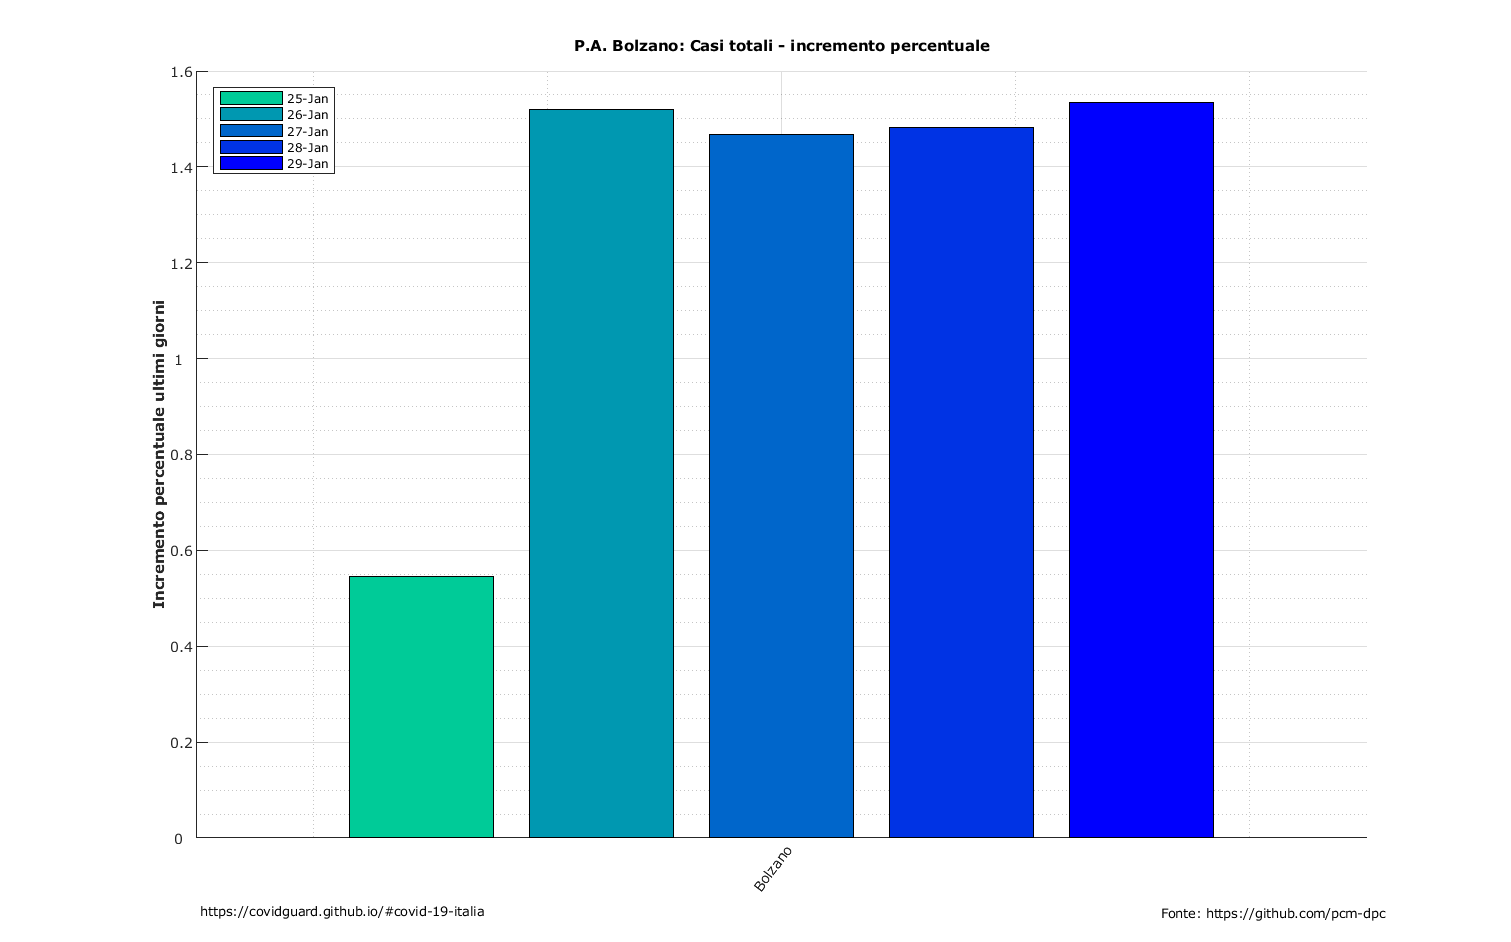 P.A. Bolzano: Casi totali - incremento percentuale
1.6
1.4
1.2
1
0.8
0.6
0.4
0.2
0
Incremento percentuale ultimi giorni
25-Jan
26-Jan
27-Jan
28-Jan
29-Jan
Bolzano
https://covidguard.github.io/#covid-19-italia
Fonte: https://github.com/pcm-dpc